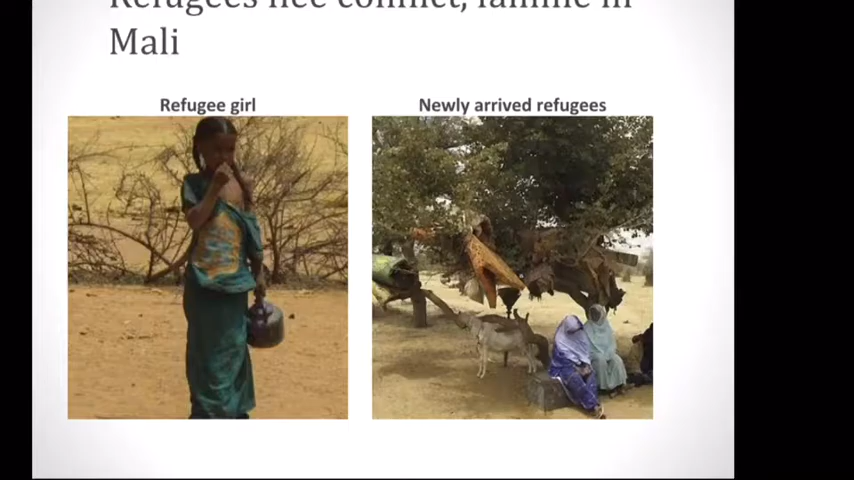 Refugees flee conflict, famine in
Mali
Refugee girl
Newly arrived refugees